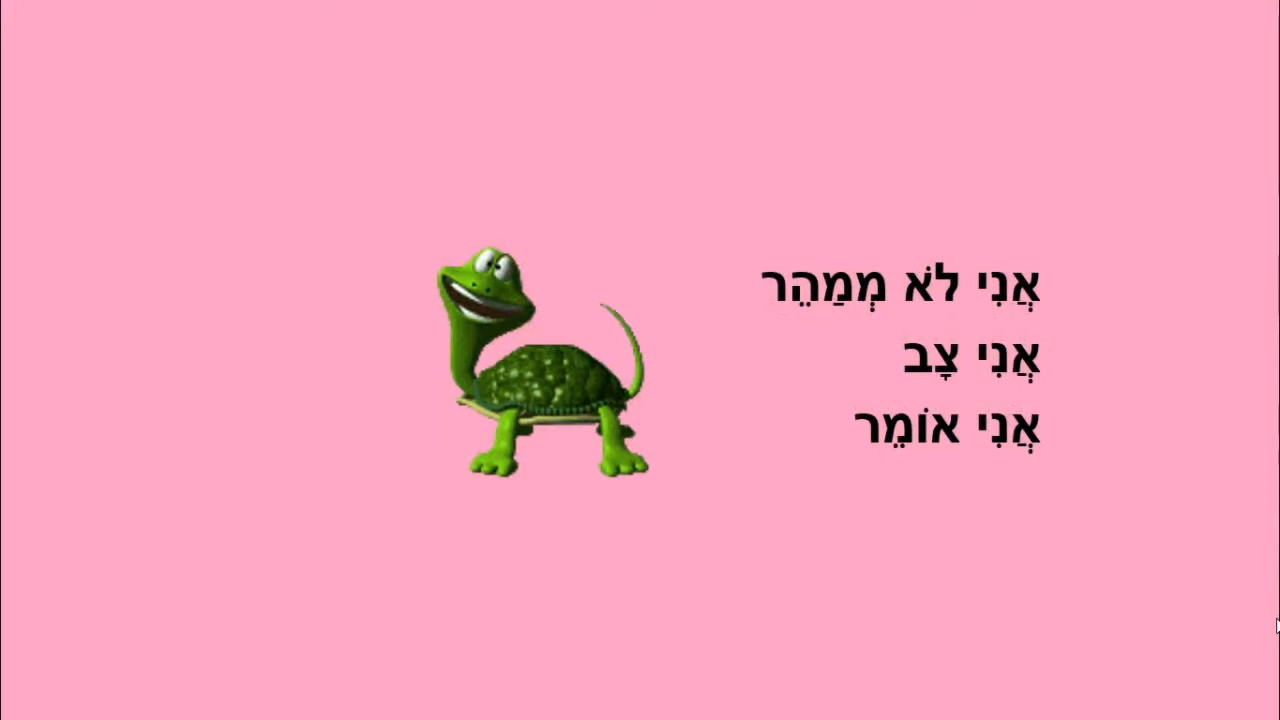 אֲנִי לֹא מְמַהֵר
אֲנִי צָב
אֲנִי אוֹמֵר